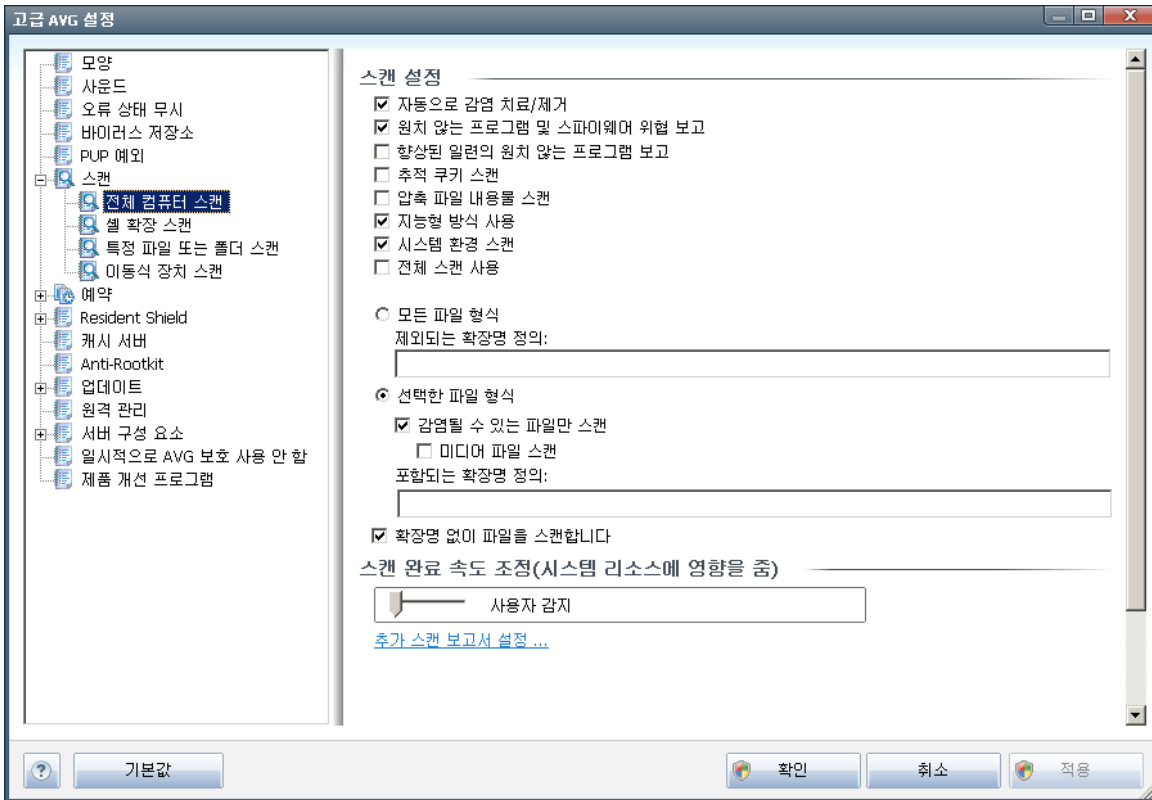 고급 AVG 설정
모양
사운드
오류 상태 무시
바이러스 저장소
PUP 예외
스캔
전체 컴퓨터 스캔
셸 확장 스캔
특정 파일 또는 폴더 스캔
이동식 장치 스캔
예약
Resident Shield
캐시 서버
Anti-Rootkit
업데이트
원격 관리
서버 구성 요소
일시적으로 AVG 보호 사용 안 함
제품 개선 프로그램
스캔 설정
자동으로 감염 치료/제거
원치 않는 프로그램 및 스파이웨어 위협 보고
향상된 일련의 원치 않는 프로그램 보고
추적 쿠키 스캔
압축 파일 내용물 스캔
지능형 방식 사용
시스템 환경 스캔
전체 스캔 사용
모든 파일 형식
제외되는 확장명 정의:
선택한 파일 형식
감염될 수 있는 파일만 스캔
미디어 파일 스캔
포함되는 확장명 정의:
확장명 없이 파일을 스캔합니다
스캔 완료 속도 조정(시스템 리소스에 영향을 줌)
사용자 감지
추가 스캔 보고서 설정 ...
?
기본값
확인
취소
적용